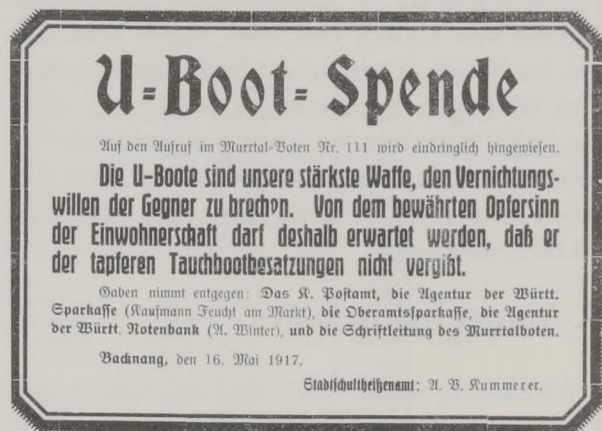 U-Boot-Spende
Auf den Aufruf im Murrtal-Boten Nr. 111 wird eindringlich hingewiesen.
Die U-Boote sind unsere stärkste Waffe, den Vernichtungs-
willen der Gegner zu brechen. Von dem bewährten Opfersinn
der Einwohnerschaft darf deshalb erwartet werden, daß er
der tapferen Tauchbootbesatzungen nicht vergißt.
Gaben nimmt entgegen: Das K. Postamt, die Agentur der Württ.
Sparkasse (Kaufmann Feucht am Markt), die Oberamtssparkasse, die Agentur
der Württ. Notenbank (A. Winter), und die Schriftleitung des Murrtalboten.
Backnang, den 16. Mai 1917.
Stadtschultheißenamt: A. V. Kummerer.